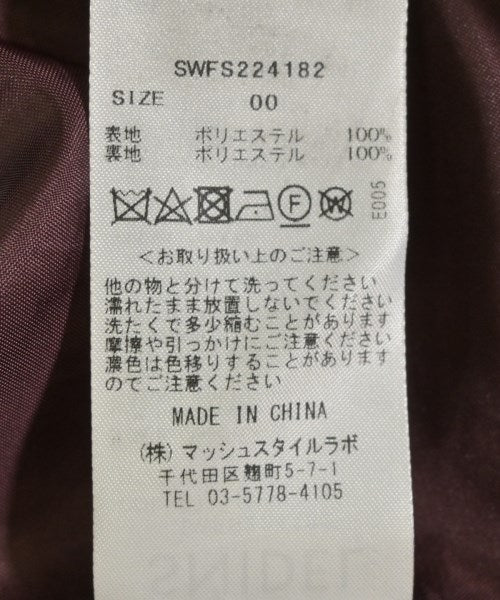 SWFS224182
SIZE 00
表地 ポリエステル 100%
裏地 ポリエステル 100%
F W
E005
<お取り扱い上のご注意>
他の物と分けて洗ってください
濡れたまま放置しないでください
洗たくで多少縮むことがあります
摩擦や引っかけにご注意ください
濃色は色移りすることがあります
のでご注意ください
MADE IN CHINA
(株)マッシュスタイルラボ
千代田区麹町5-7-1
TEL 03-5778-4105